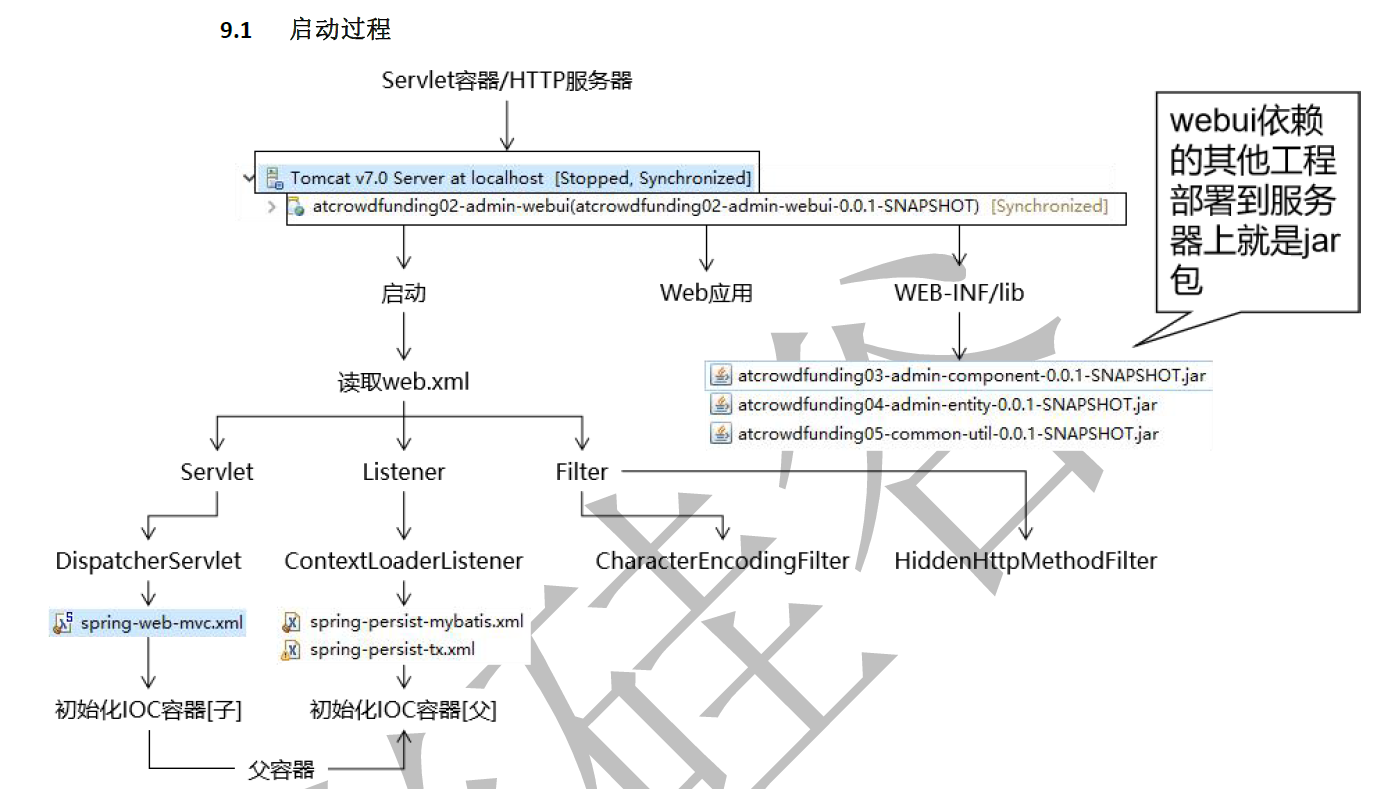 9.1 启动过程
Servlet容器/HTTP服务器
Tomcat v7.0 Server at localhost [Stopped, Synchronized]
atcrowdfunding02-admin-webui(atcrowdfunding02-admin-webui-0.0.1-SNAPSHOT) [Synchronized]
webui依赖
的其他工程
部署到服务
器上就是jar
包
启动
Web应用
WEB-INF/lib
读取web.xml
atcrowdfunding03-admin-component-0.0.1-SNAPSHOT.jar
atcrowdfunding04-admin-entity-0.0.1-SNAPSHOT.jar
atcrowdfunding05-common-util-0.0.1-SNAPSHOT.jar
Servlet
Listener
Filter
DispatcherServlet
ContextLoaderListener
CharacterEncodingFilter
HiddenHttpMethodFilter
spring-web-mvc.xml
spring-persist-mybatis.xml
spring-persist-tx.xml
初始化IOC容器[子]
初始化IOC容器[父]
父容器